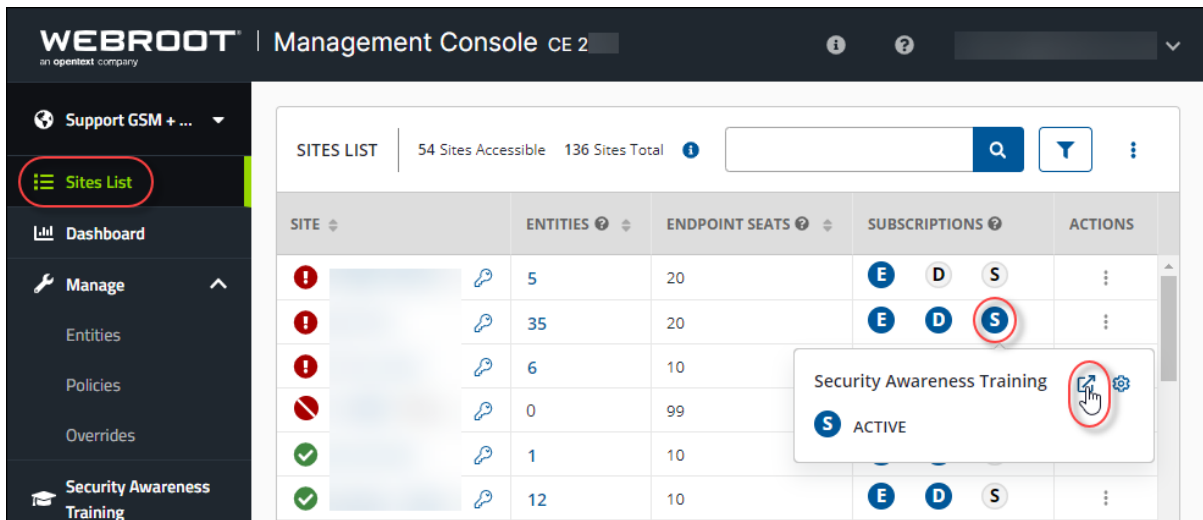 WEBROOT® | Management Console CE 2
an opentext company
Support GSM + ...
Sites List
Dashboard
Manage
Entities
Policies
Overrides
Security Awareness
Training
SITES LIST 54 Sites Accessible 136 Sites Total
SITE ENTITIES ENDPOINT SEATS SUBSCRIPTIONS ACTIONS
5 20 E D S
35 20 E D S
6 10
0 99
1 10
12 10 E D S
Security Awareness Training
S ACTIVE